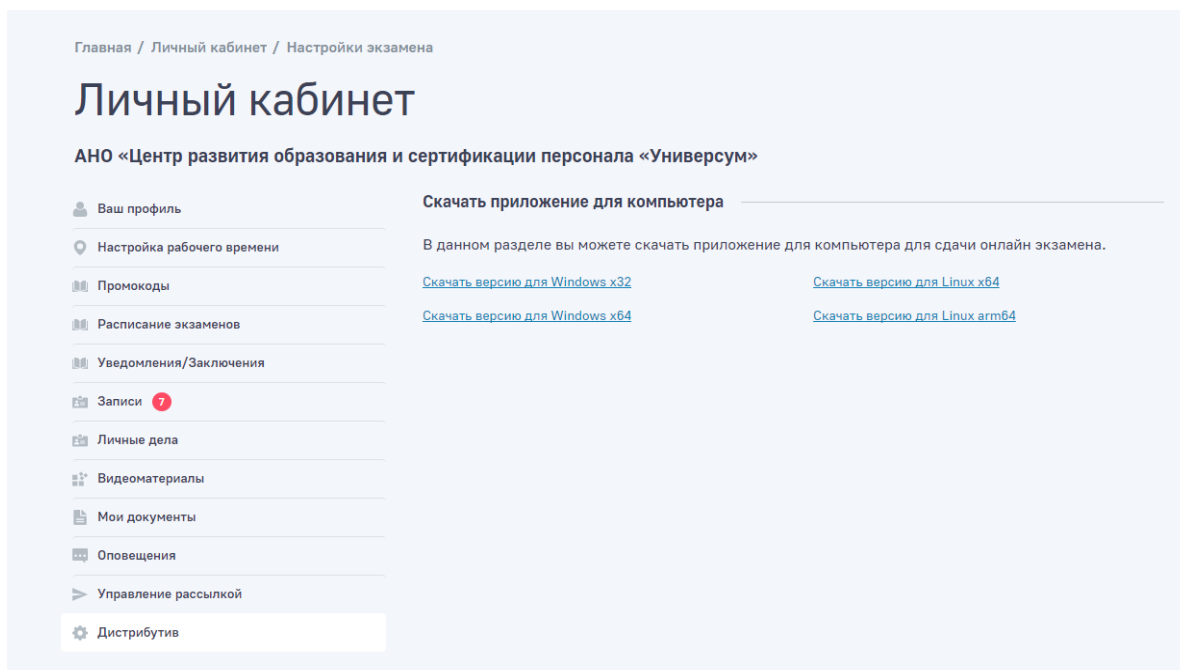 Главная / Личный кабинет / Настройки экзамена
Личный кабинет
АНО «Центр развития образования и сертификации персонала «Универсум»
Ваш профиль
Настройка рабочего времени
Промокоды
Расписание экзаменов
Уведомления/Заключения
Записи 7
Личные дела
Видеоматериалы
Мои документы
Оповещения
Управление рассылкой
Дистрибутив
Скачать приложение для компьютера
В данном разделе вы можете скачать приложение для компьютера для сдачи онлайн экзамена.
Скачать версию для Windows x32
Скачать версию для Linux x64
Скачать версию для Windows x64
Скачать версию для Linux arm64